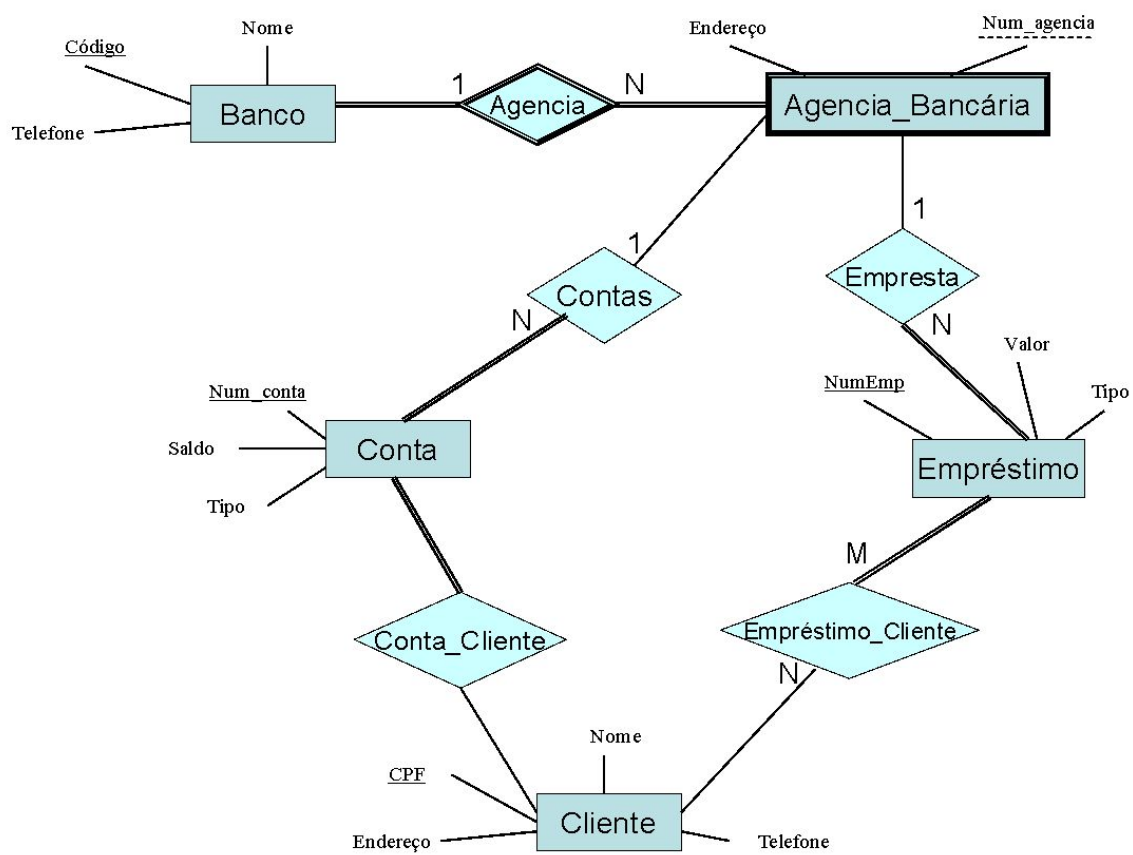 Nome
Endereço
Num_agencia
Código
1
N
Banco
Agencia
Agencia_Bancária
Telefone
1
1
Contas
Empresta
N
N
Valor
Num_conta
NumEmp
Tipo
Saldo
Conta
Empréstimo
Tipo
M
Conta_Cliente
Empréstimo_Cliente
N
Nome
CPF
Cliente
Endereço
Telefone